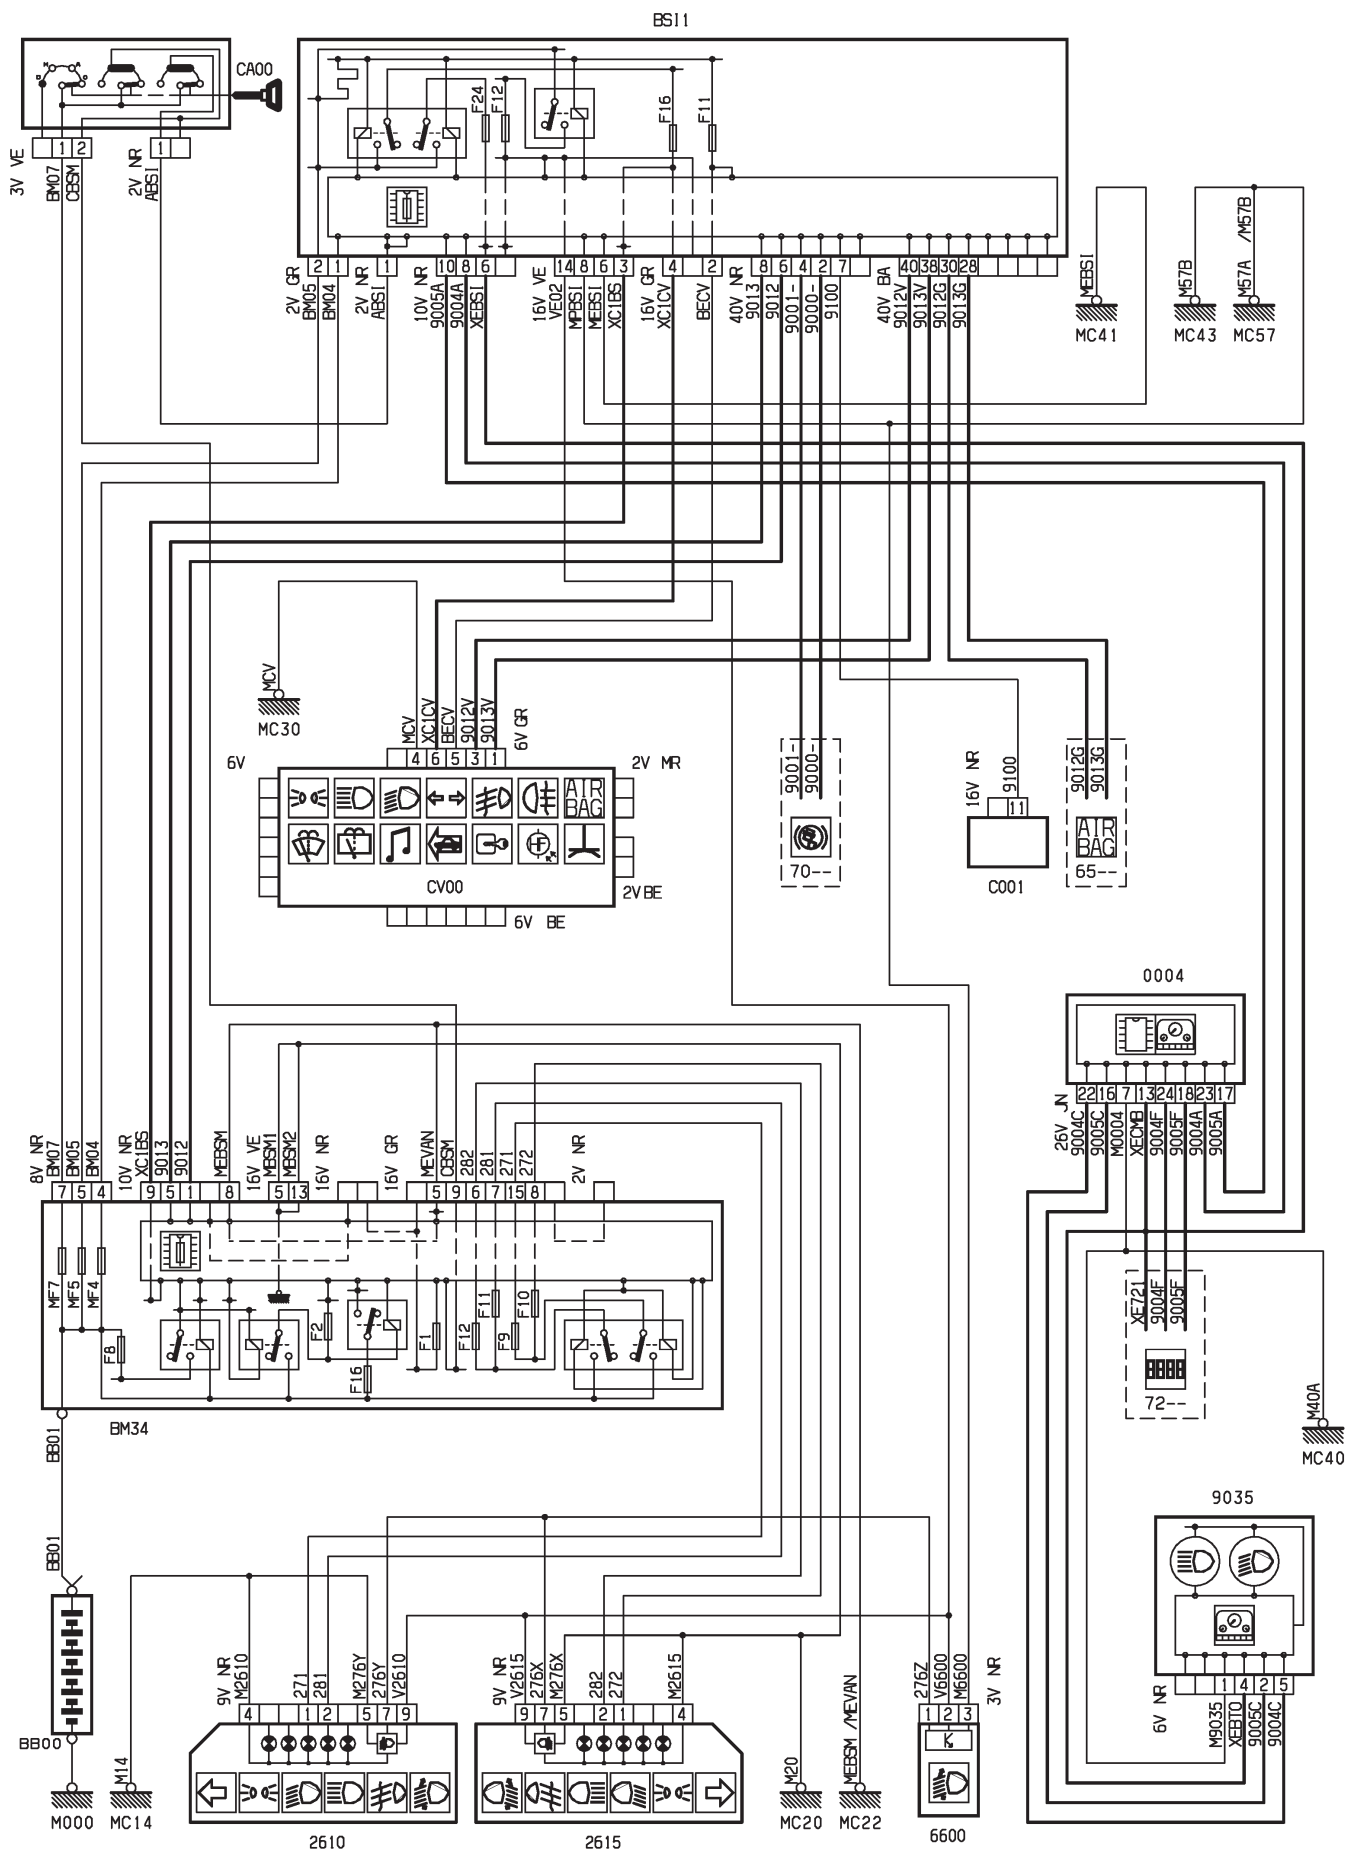 BSI1
CA00
M A
D
1 2
1
3V VE
BM07
CBSM
2V NR
ABSI
F24
F12
F16
F11
2 1
1
10 8 6
14 8 6 3
4 2
8 6 4 2 7
40 38 30 28
2V GR
BM05
BM04
2V NR
ABSI
10V NR
9005A
9004A
XEBSI
16V VE
VE02
MPBSI
MEBSI
XC1BS
16V GR
XC1CV
BECV
40V NR
9013
9012
9001-
9000-
9100
40V BA
9012V
9013V
9012G
9013G
MEBSI
MC41
M57B
MC43
M57A /M57B
MC57
MCV
MC30
MCV
XC1CV
BECV
9012V
9013V
6V GR
4 6 5 3 1
6V
2V MR
AIR
BAG
HF
CV00
2V BE
6V BE
9001-
9000-
70--
16V NR
9100
11
C001
9012G
9013G
AIR
BAG
65--
0004
22 16 7 13 24 18 23 17
26V JN
9004C
9005C
M0004
XECMB
9004F
9005F
9004A
9005A
8V NR
BM07
BM05
BM04
10V NR
XC1BS
9013
9012
MEBSM
16V VE
MBSM1
MBSM2
16V NR
16V GR
MEVAN
CBSM
282
281
271
272
2V NR
7 5 4
9 5 1 8
5 13
5 9 6 7 15 8
MF7
MF5
MF4
F8
F2
F16
F1
F12
F11
F9
F10
BM34
XE721
9004F
9005F
72--
M40A
MC40
BB01
BB01
BB00
M000
M14
MC14
9V NR
M2610
271
281
M276Y
276Y
V2610
4 1 2 5 7 9
2610
9V NR
V2615
276X
M276X
282
272
M2615
9 7 5 2 1 4
2615
M20
MC20
MEBSM /MEVAN
MC22
276Z
V6600
M6600
3V NR
1 2 3
6600
9035
6V NR
1 4 2 5
M9035
XEBTO
9005C
9004C